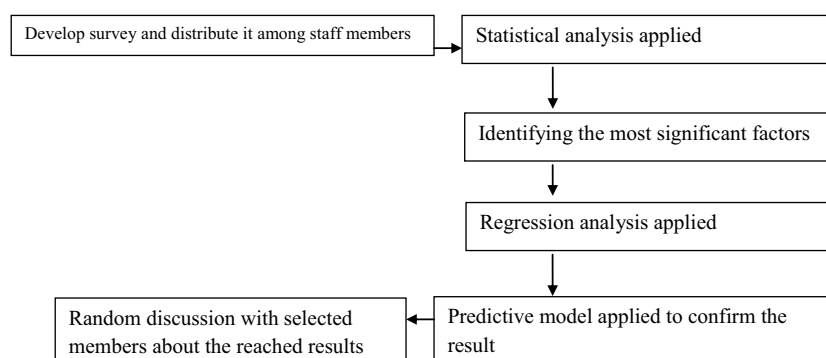 Develop survey and distribute it among staff members
Statistical analysis applied
Identifying the most significant factors
Regression analysis applied
Predictive model applied to confirm the
result
Random discussion with selected
members about the reached results